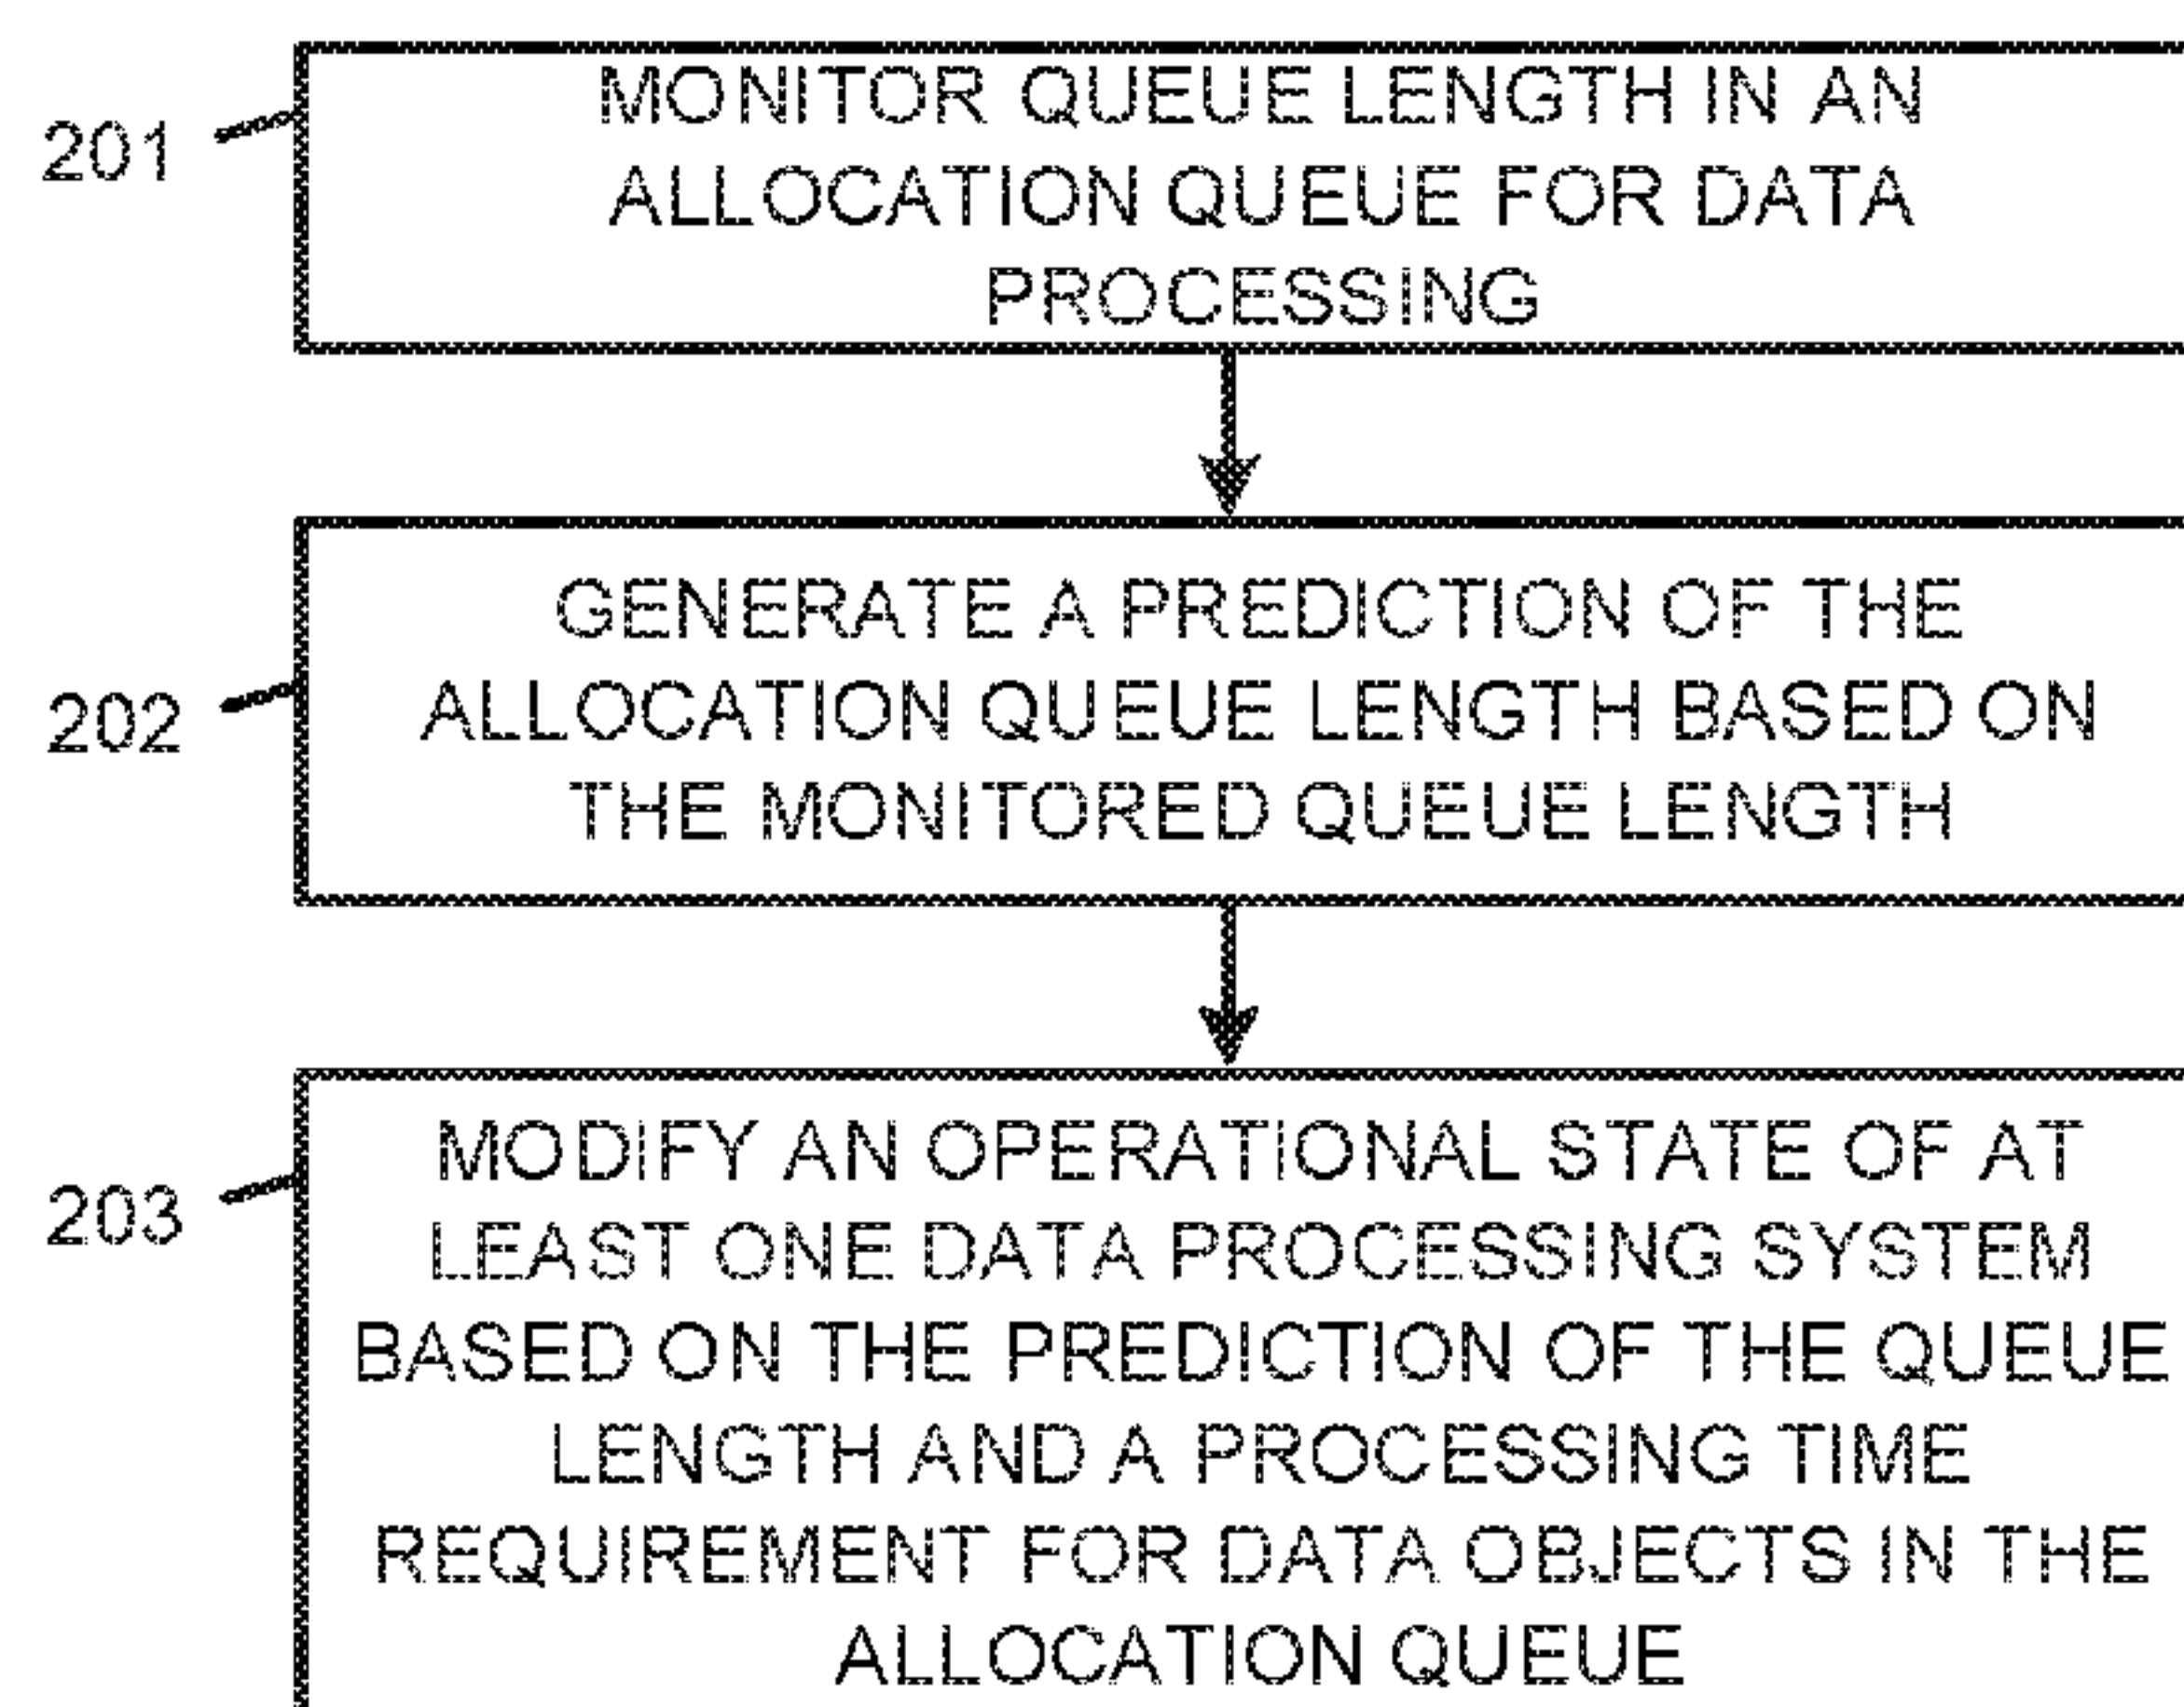 201
MONITOR QUEUE LENGTH IN AN
ALLOCATION QUEUE FOR DATA
PROCESSING
202
GENERATE A PREDICTION OF THE
ALLOCATION QUEUE LENGTH BASED ON
THE MONITORED QUEUE LENGTH
203
MODIFY AN OPERATIONAL STATE OF AT
LEAST ONE DATA PROCESSING SYSTEM
BASED ON THE PREDICTION OF THE QUEUE
LENGTH AND A PROCESSING TIME
REQUIREMENT FOR DATA OBJECTS IN THE
ALLOCATION QUEUE